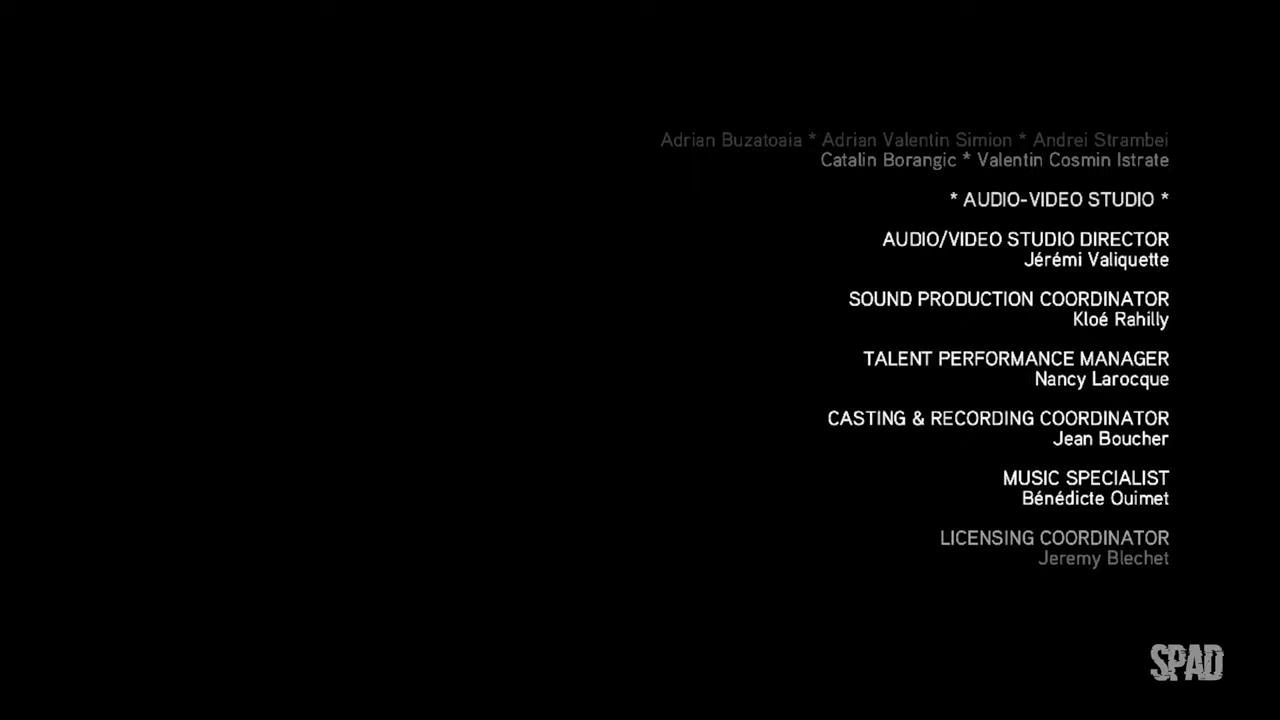 Adrian Buzatoaia * Adrian Valentin Simion * Andrei Strambei
Catalin Borangic * Valentin Cosmin Istrate
* AUDIO-VIDEO STUDIO *
AUDIO/VIDEO STUDIO DIRECTOR
Jérémi Valiquette
SOUND PRODUCTION COORDINATOR
Kloé Rahilly
TALENT PERFORMANCE MANAGER
Nancy Larocque
CASTING & RECORDING COORDINATOR
Jean Boucher
MUSIC SPECIALIST
Bénédicte Ouimet
LICENSING COORDINATOR
Jeremy Blechet
SPAD